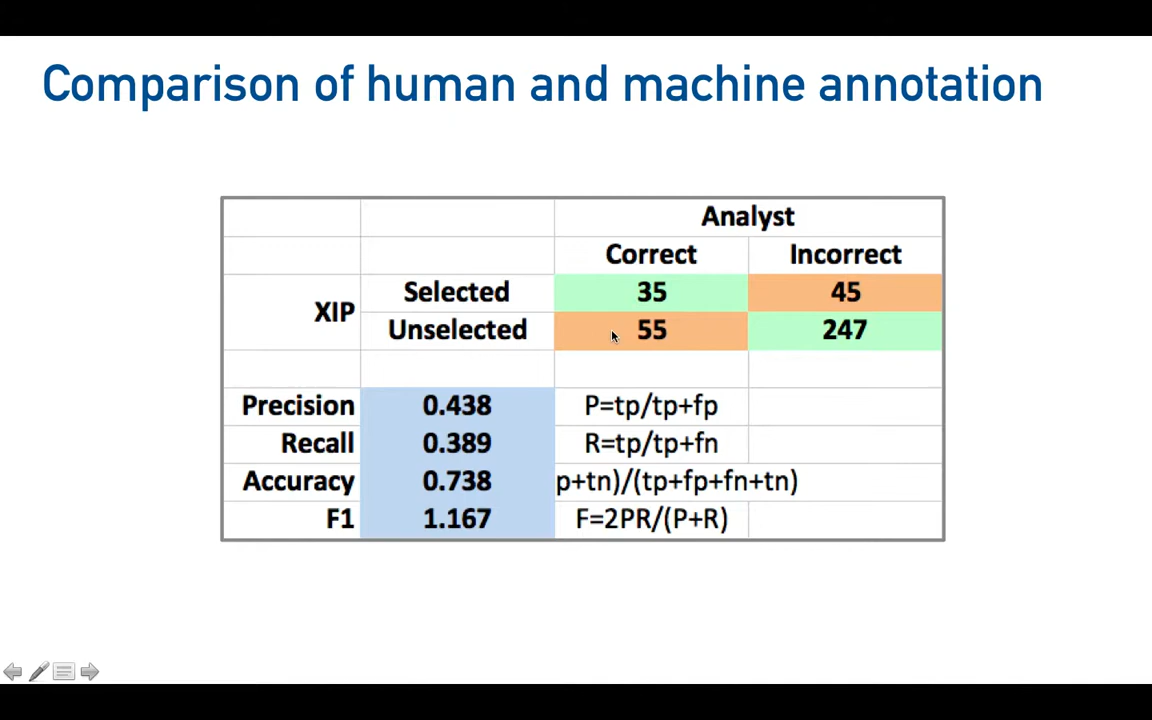 Comparison of human and machine annotation
Analyst
Correct Incorrect
XIP
Selected 35 45
Unselected 55 247
Precision 0.438 P=tp/tp+fp
Recall 0.389 R=tp/tp+fn
Accuracy 0.738 p+tn)/(tp+fp+fn+tn)
F1 1.167 F=2PR/(P+R)